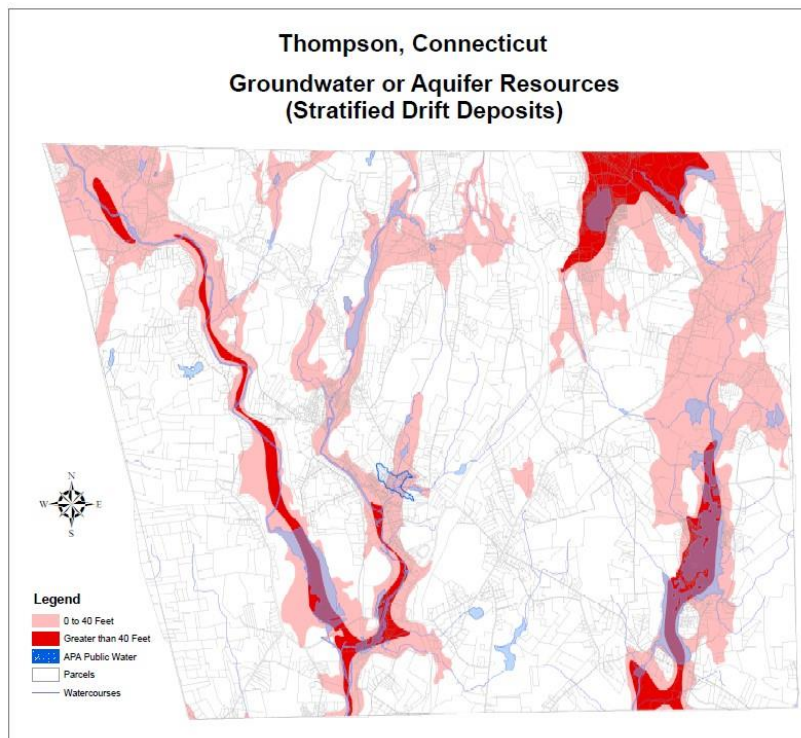 Thompson, Connecticut
Groundwater or Aquifer Resources
(Stratified Drift Deposits)
N
W
E
S
Legend
0 to 40 Feet
Greater than 40 Feet
APA Public Water
Parcels
Watercourses